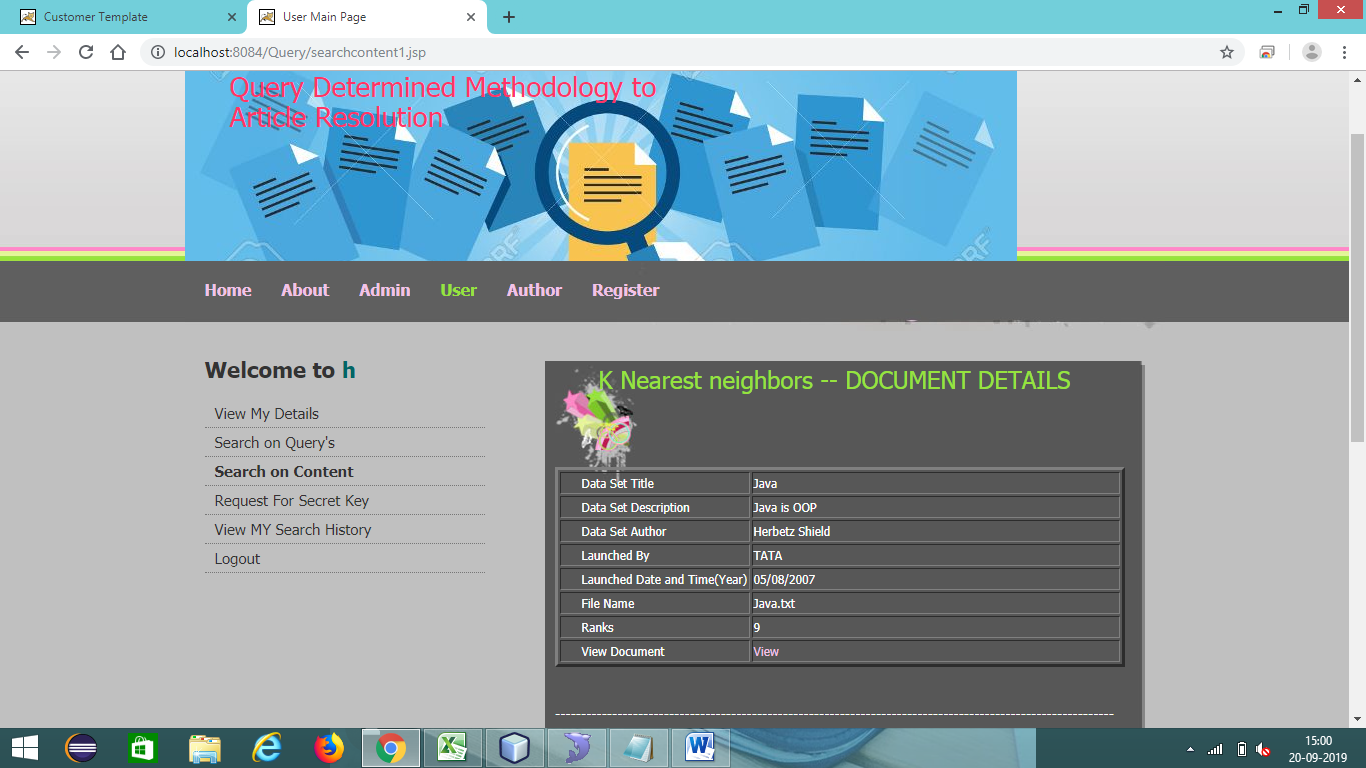 Customer Template
User Main Page
localhost:8084/Query/searchcontent1.jsp
Query Determined Methodology to
Article Resolution
Home About Admin User Author Register
Welcome to h
View My Details
Search on Query's
Search on Content
Request For Secret Key
View MY Search History
Logout
K Nearest neighbors -- DOCUMENT DETAILS
Data Set Title Java
Data Set Description Java is OOP
Data Set Author Herbetz Shield
Launched By TATA
Launched Date and Time(Year) 05/08/2007
File Name Java.txt
Ranks 9
View Document View
15:00
20-09-2019